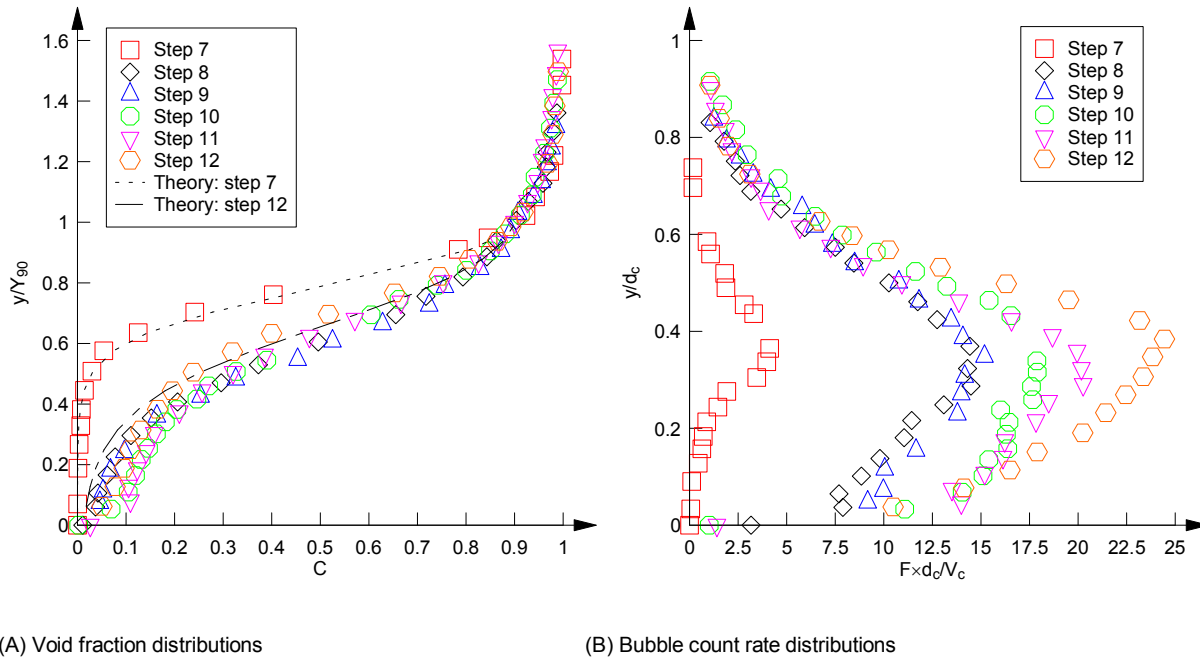 1.6
1.4
1.2
1
0.8
0.6
0.4
0.2
0
y/Y90
Step 7
Step 8
Step 9
Step 10
Step 11
Step 12
Theory: step 7
Theory: step 12
0 0.1 0.2 0.3 0.4 0.5 0.6 0.7 0.8 0.9 1
C
1
0.8
0.6
0.4
0.2
0
y/dc
Step 7
Step 8
Step 9
Step 10
Step 11
Step 12
0 2.5 5 7.5 10 12.5 15 17.5 20 22.5 25
F×dc/Vc
(A) Void fraction distributions
(B) Bubble count rate distributions